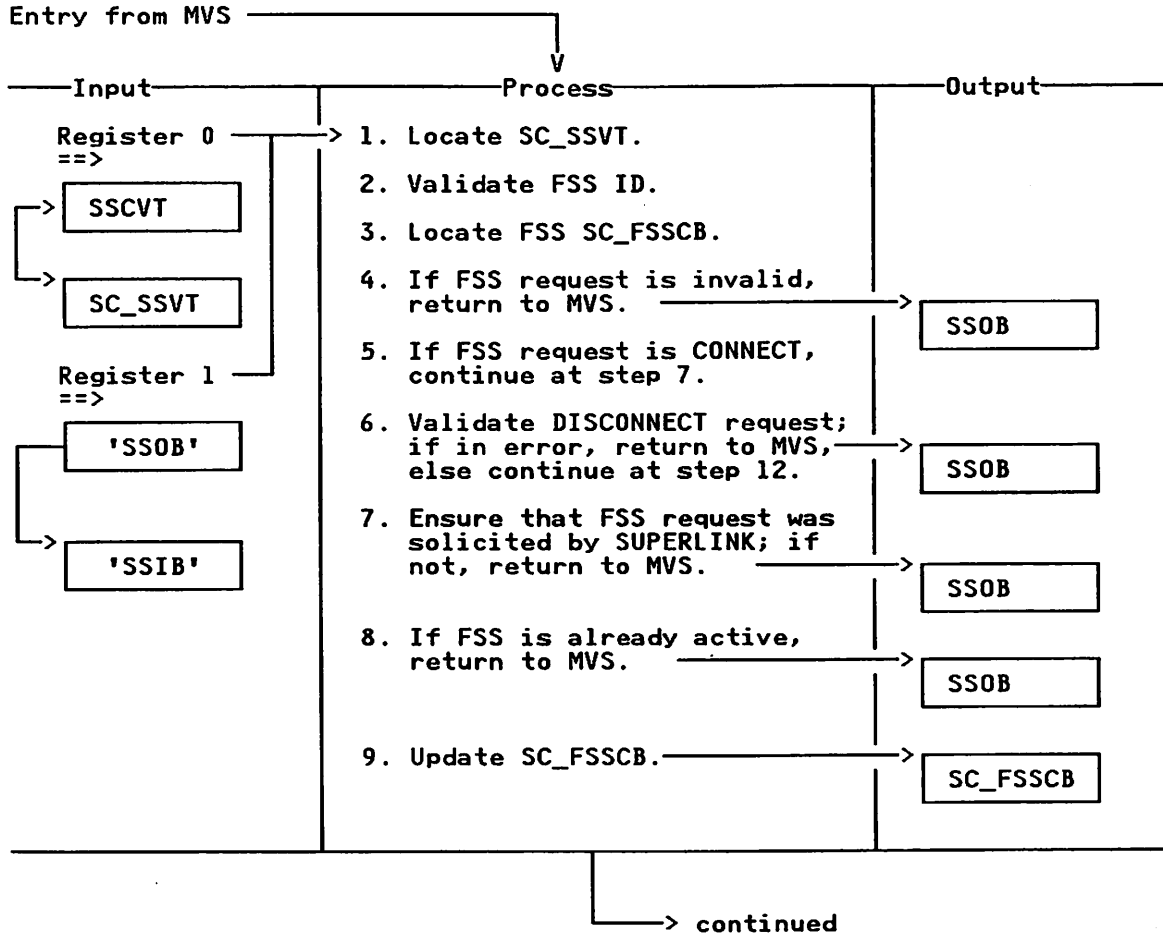 Entry from MVS
Input
Process
Output
Register 0
==>
SSCVT
SC_SSVT
Register 1
==>
'SSOB'
'SSIB'
1. Locate SC_SSVT.
2. Validate FSS ID.
3. Locate FSS SC_FSSCB.
4. If FSS request is invalid,
return to MVS.
SSOB
5. If FSS request is CONNECT,
continue at step 7.
6. Validate DISCONNECT request;
if in error, return to MVS,
else continue at step 12.
SSOB
7. Ensure that FSS request was
solicited by SUPERLINK; if
not, return to MVS.
SSOB
8. If FSS is already active,
return to MVS.
SSOB
9. Update SC_FSSCB.
SC_FSSCB
continued